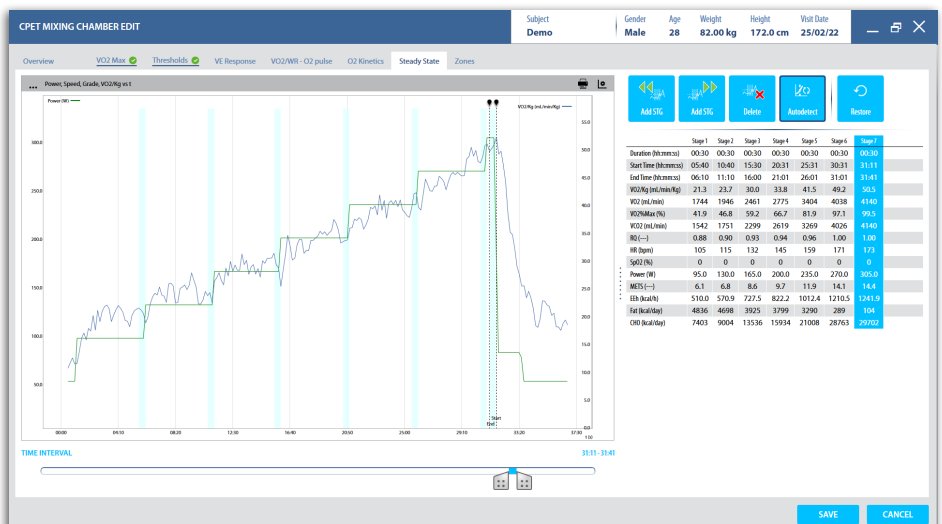 CPET MIXING CHAMBER EDIT
Subject Gender Age Weight Height Visit Date
Demo Male 28 82.00 kg 172.0 cm 25/02/22
Overview VO2 Max Thresholds VE Response VO2/WR - O2 pulse O2 Kinetics Steady State Zones
... Power, Speed, Grade, VO2/Kg vs t
Power (W) VO2/Kg (mL/min/Kg)
55.0
300.0
50.0
45.0
250.0
40.0
35.0
200.0
30.0
25.0
150.0
20.0
100.0
15.0
10.0
50.0
5.0
Start
End
0.0
00:00 04:10 08:20 12:30 16:40 20:50 25:00 29:10 33:20 37:30
t (s)
TIME INTERVAL 31:11 - 31:41
Add STG Add STG Delete Autodetect Restore
Stage 1 Stage 2 Stage 3 Stage 4 Stage 5 Stage 6 Stage 7
Duration (hh:mm:ss) 00:30 00:30 00:30 00:30 00:30 00:30 00:30
Start Time (hh:mm:ss) 05:40 10:40 15:30 20:31 25:31 30:31 31:11
End Time (hh:mm:ss) 06:10 11:10 16:00 21:01 26:01 31:01 31:41
VO2/Kg (mL/min/Kg) 21.3 23.7 30.0 33.8 41.5 49.2 50.5
VO2 (mL/min) 1744 1946 2461 2775 3404 4038 4140
VO2%Max (%) 41.9 46.8 59.2 66.7 81.9 97.1 99.5
VCO2 (mL/min) 1542 1751 2299 2619 3269 4026 4140
RQ (---) 0.88 0.90 0.93 0.94 0.96 1.00 1.00
HR (bpm) 105 115 132 145 159 171 173
SpO2 (%) 0 0 0 0 0 0 0
Power (W) 95.0 130.0 165.0 200.0 235.0 270.0 305.0
METS (---) 6.1 6.8 8.6 9.7 11.9 14.1 14.4
EEh (kcal/h) 510.0 570.9 727.5 822.2 1012.4 1210.5 1241.9
Fat (kcal/day) 4836 4698 3925 3799 3290 289 104
CHO (kcal/day) 7403 9004 13536 15934 21008 28763 29702
SAVE CANCEL